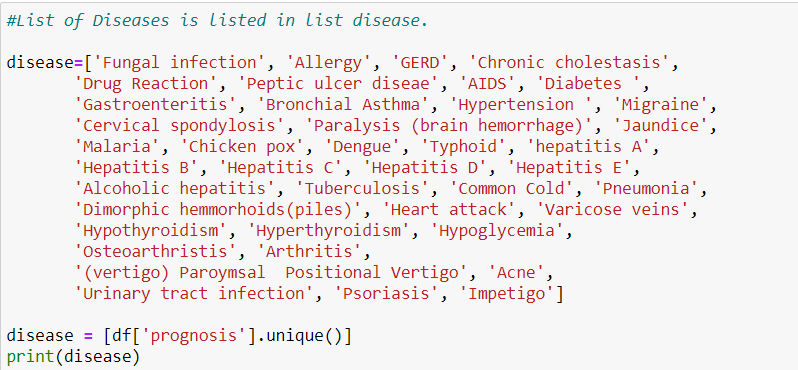 #List of Diseases is listed in list disease.
disease=['Fungal infection', 'Allergy', 'GERD', 'Chronic cholestasis',
'Drug Reaction', 'Peptic ulcer diseae', 'AIDS', 'Diabetes ',
'Gastroenteritis', 'Bronchial Asthma', 'Hypertension ', 'Migraine',
'Cervical spondylosis', 'Paralysis (brain hemorrhage)', 'Jaundice',
'Malaria', 'Chicken pox', 'Dengue', 'Typhoid', 'hepatitis A',
'Hepatitis B', 'Hepatitis C', 'Hepatitis D', 'Hepatitis E',
'Alcoholic hepatitis', 'Tuberculosis', 'Common Cold', 'Pneumonia',
'Dimorphic hemmorhoids(piles)', 'Heart attack', 'Varicose veins',
'Hypothyroidism', 'Hyperthyroidism', 'Hypoglycemia',
'Osteoarthristis', 'Arthritis',
'(vertigo) Paroymsal  Positional Vertigo', 'Acne',
'Urinary tract infection', 'Psoriasis', 'Impetigo']
disease = [df['prognosis'].unique()]
print(disease)